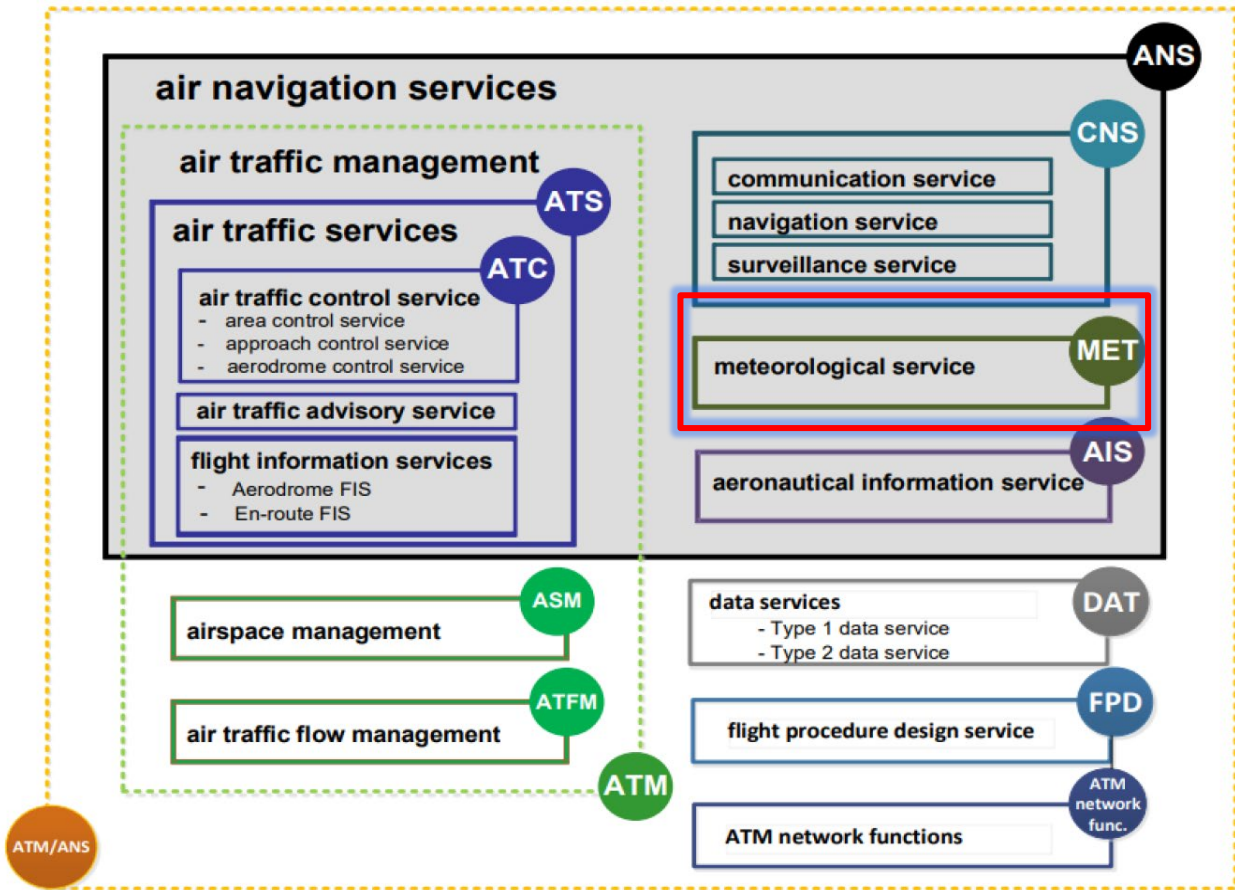 ANS
air navigation services
air traffic management
ATS
air traffic services
ATC
air traffic control service
- area control service
- approach control service
- aerodrome control service
air traffic advisory service
flight information services
- Aerodrome FIS
- En-route FIS
CNS
communication service
navigation service
surveillance service
MET
meteorological service
AIS
aeronautical information service
ASM
airspace management
ATFM
air traffic flow management
ATM
DAT
data services
- Type 1 data service
- Type 2 data service
FPD
flight procedure design service
ATM
network
func.
ATM network functions
ATM/ANS